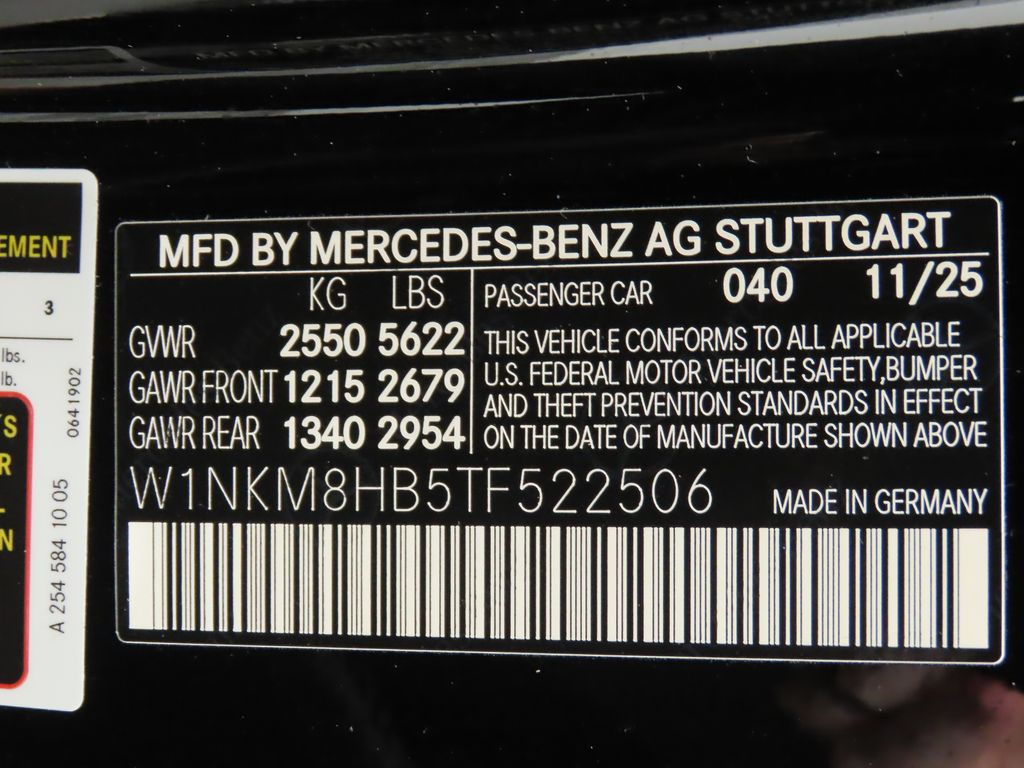 MFD BY MERCEDES-BENZ AG STUTTGART
KG LBS
PASSENGER CAR 040 11/25
GVWR 2550 5622
GAWR FRONT 1215 2679
GAWR REAR 1340 2954
THIS VEHICLE CONFORMS TO ALL APPLICABLE
U.S. FEDERAL MOTOR VEHICLE SAFETY,BUMPER
AND THEFT PREVENTION STANDARDS IN EFFECT
ON THE DATE OF MANUFACTURE SHOWN ABOVE
W1NKM8HB5TF522506
MADE IN GERMANY
EMENT
3
lbs.
lb.
0641902
A 254 584 10 05